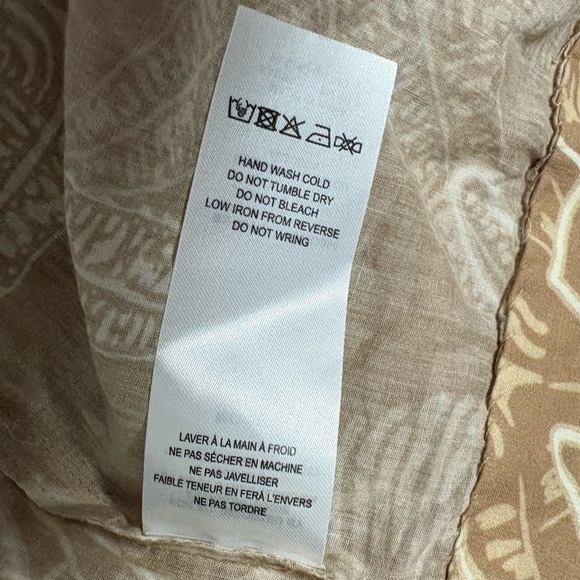 HAND WASH COLD
DO NOT TUMBLE DRY
DO NOT BLEACH
LOW IRON FROM REVERSE
DO NOT WRING
LAVER À LA MAIN À FROID
NE PAS SÉCHER EN MACHINE
NE PAS JAVELLISER
FAIBLE TENEUR EN FERÀ L'ENVERS
NE PAS TORDRE